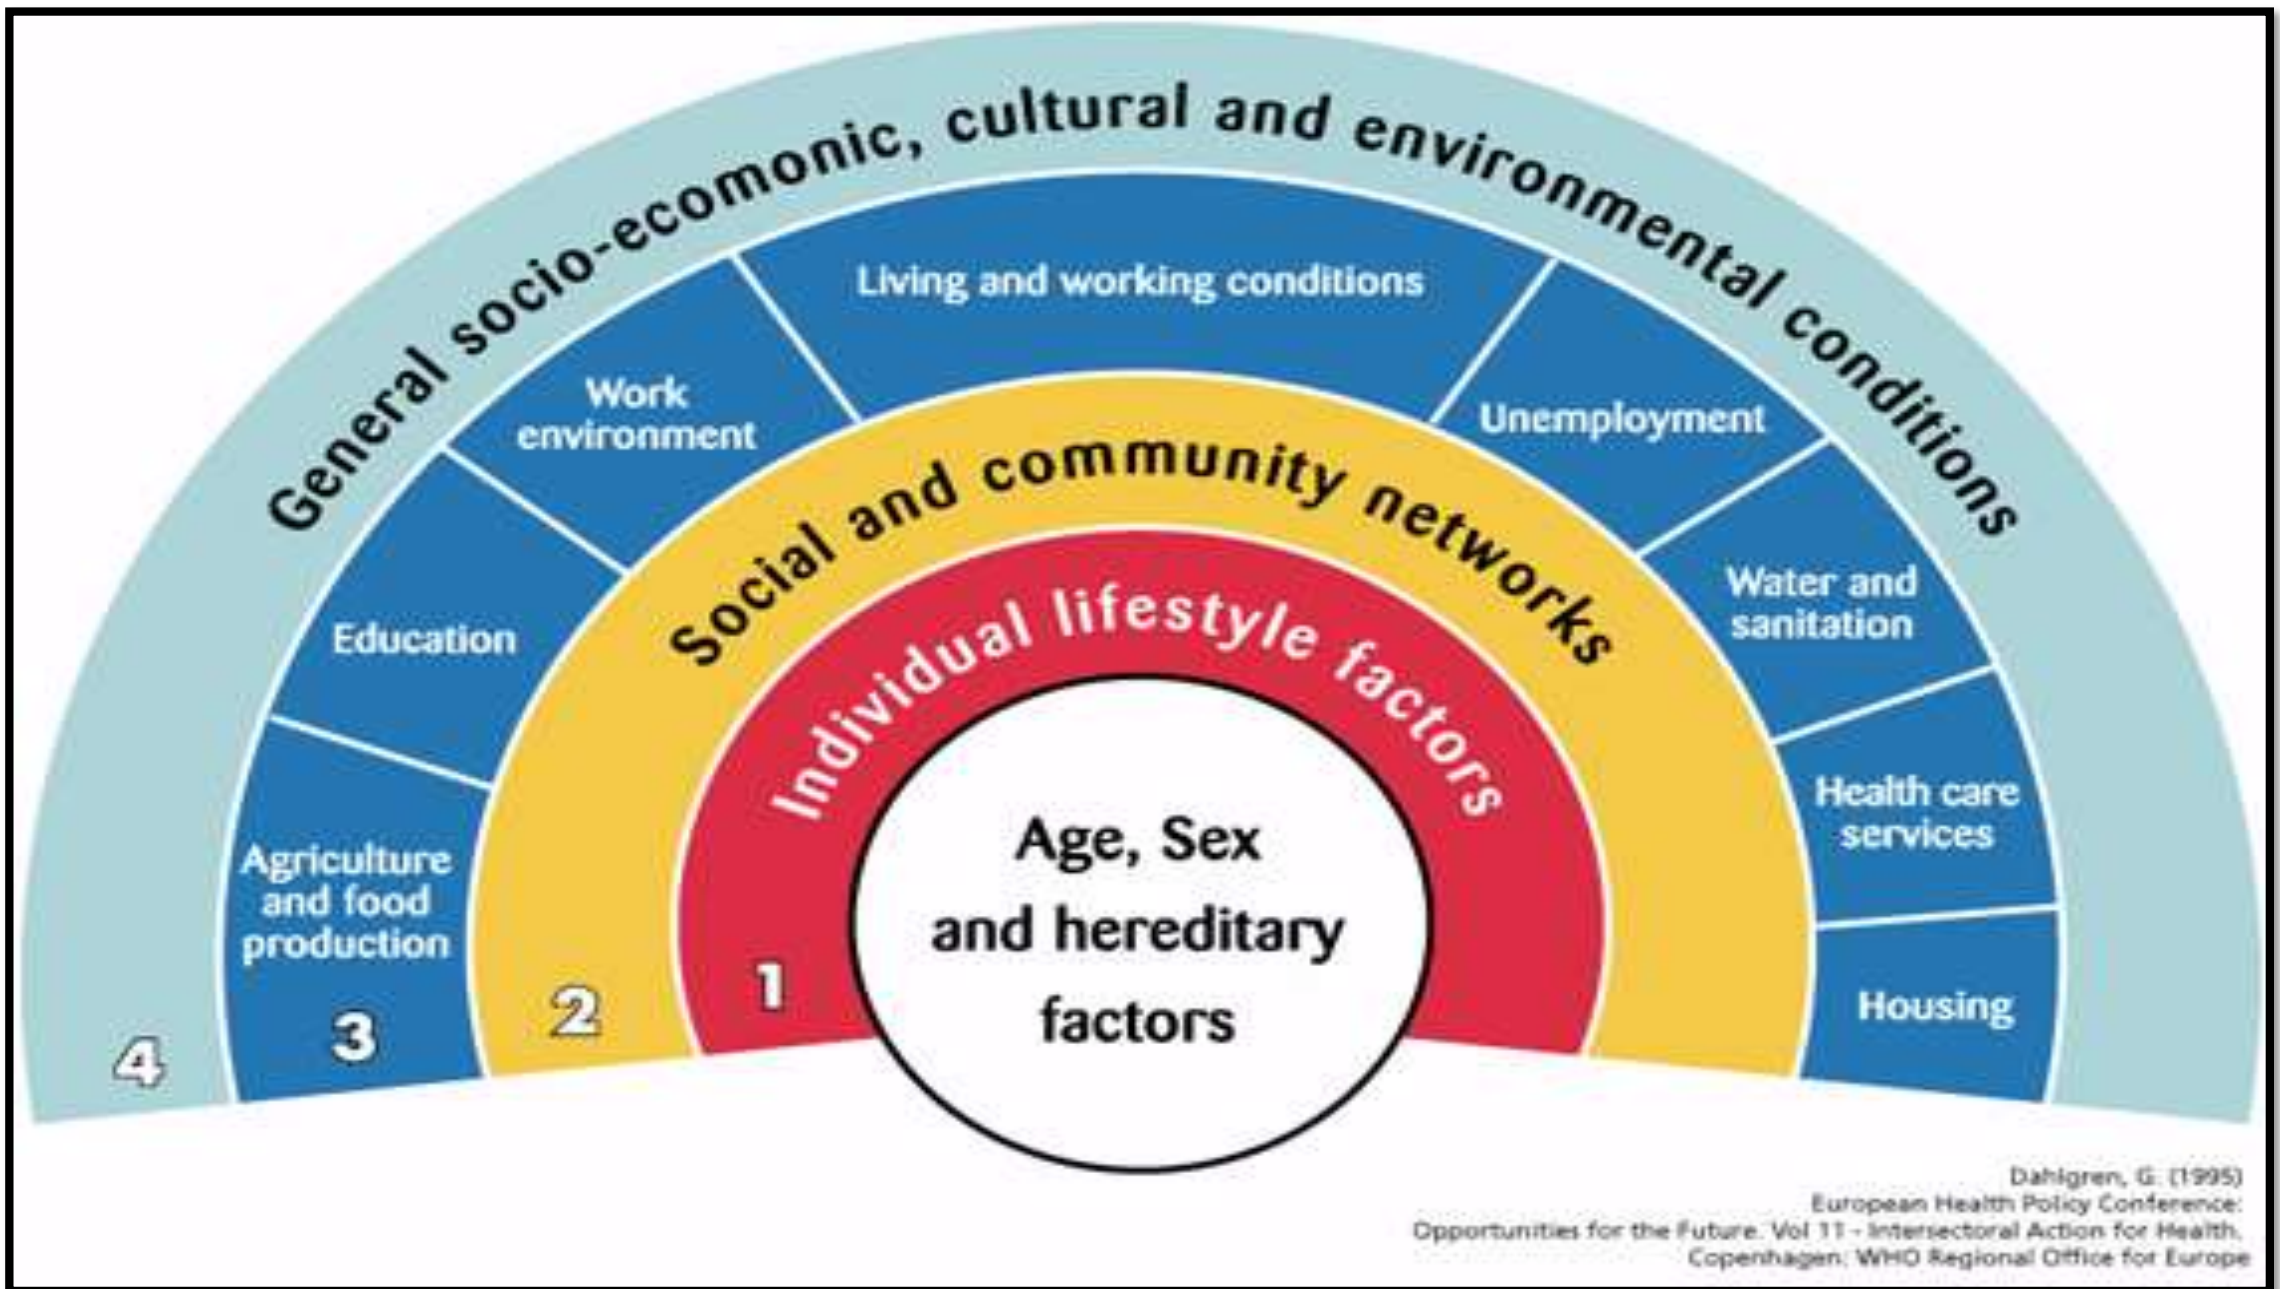 General socio-ecomonic, cultural and environmental conditions
Living and working conditions
Work
environment
Unemployment
Education
Water and
sanitation
Agriculture
and food
production
Health care
services
Housing
Social and community networks
Individual lifestyle factors
Age, Sex
and hereditary
factors
1
2
3
4
Dahlgren, G. (1995)
European Health Policy Conference:
Opportunities for the Future. Vol 11 - Intersectoral Action for Health.
Copenhagen: WHO Regional Office for Europe